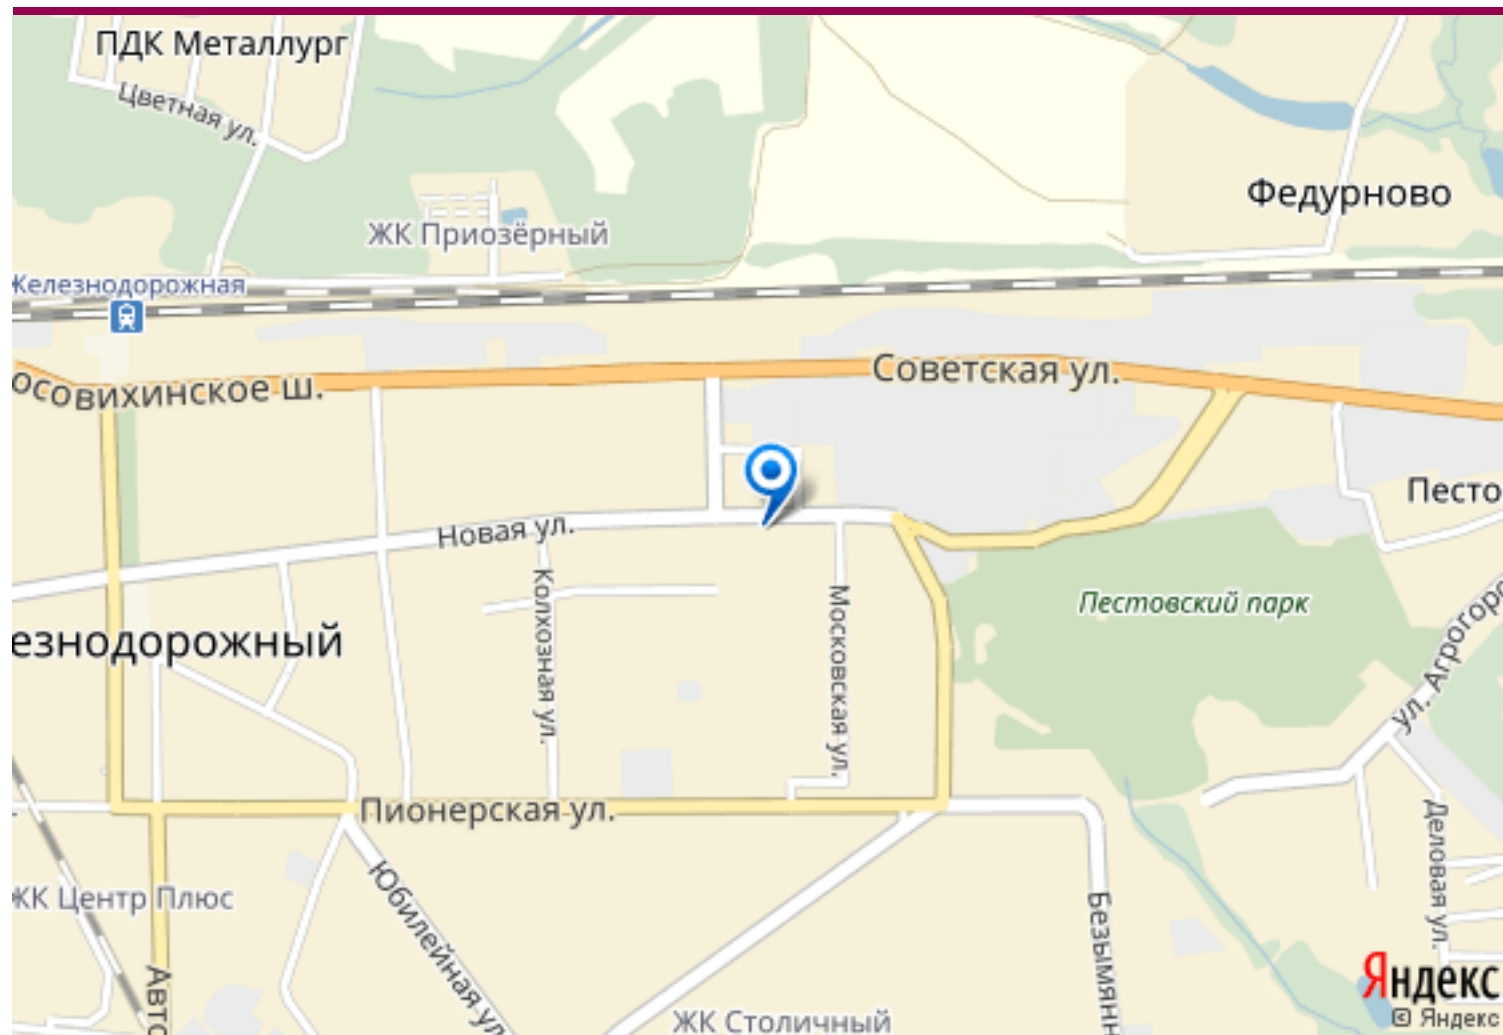 ПДК Металлург
Цветная ул.
Федурново
ЖК Приозёрный
Железнодорожная
Советская ул.
осовихинское ш.
Песто
Новая ул.
Колхозная ул.
Московская ул.
Пестовский парк
ул. Агрогоро
езнодорожный
Пионерская ул.
Деловая ул.
ЖК Центр Плюс
Юбилейная ул
Безымянн
Авто
Яндекс
ЖК Столичный
© Яндекс